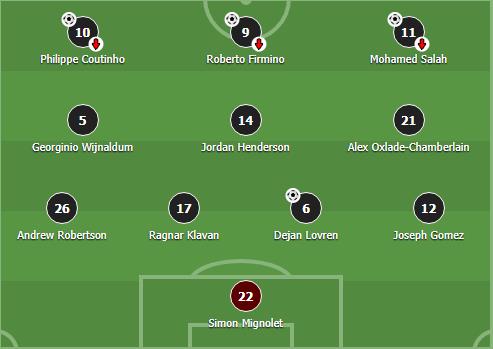 10 9 11
Philippe Coutinho Roberto Firmino Mohamed Salah
5 14 21
Georginio Wijnaldum Jordan Henderson Alex Oxlade-Chamberlain
26 17 6 12
Andrew Robertson Ragnar Klavan Dejan Lovren Joseph Gomez
22
Simon Mignolet